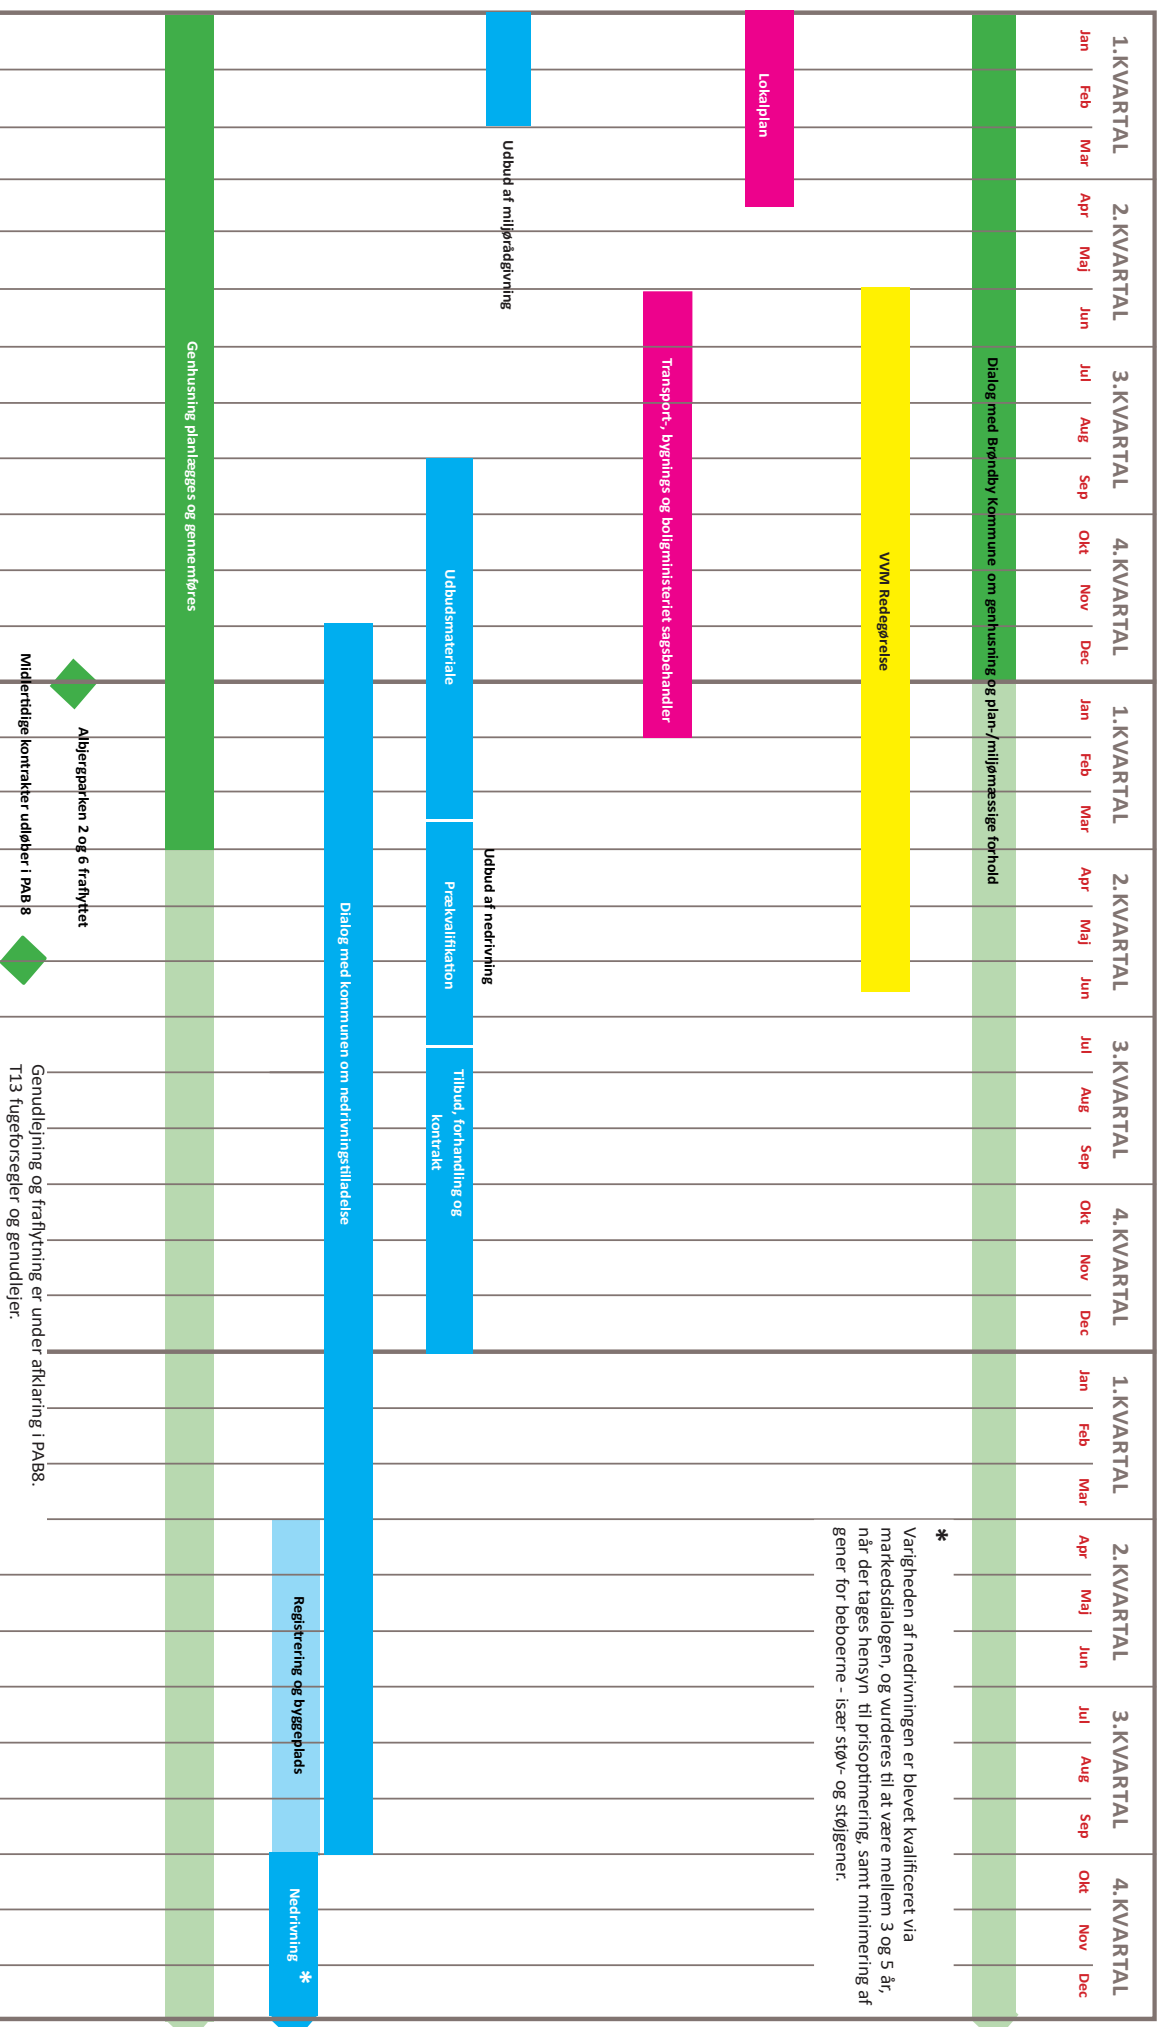 1.KVARTAL 2.KVARTAL 3.KVARTAL 4.KVARTAL 1.KVARTAL 2.KVARTAL 3.KVARTAL 4.KVARTAL 1.KVARTAL 2.KVARTAL 3.KVARTAL 4.KVARTAL
Jan Feb Mar Apr Maj Jun Jul Aug Sep Okt Nov Dec Jan Feb Mar Apr Maj Jun Jul Aug Sep Okt Nov Dec Jan Feb Mar Apr Maj Jun Jul Aug Sep Okt Nov Dec
Dialog med Brøndby Kommune om genhusning og plan-/miljømæssige forhold
*
Varigheden af nedrivningen er blevet kvalificeret via
markedsdialogen, og vurderes til at være mellem 3 og 5 år,
når der tages hensyn til prisoptimering, samt minimering af
gener for beboerne - især støv- og støjgener.
VVM Redegørelse
Lokalplan
Transport-, bygnings og boligministeriet sagsbehandler
Udbud af miljørådgivning
Udbud af nedrivning
Udbudsmateriale
Prækvalifikation
Tilbud, forhandling og
kontrakt
Dialog med kommunen om nedrivningstilladelse
Registrering og byggeplads
Nedrivning *
Genhusning planlægges og gennemføres
Albjergparken 2 og 6 fraflyttet
Midlertidige kontrakter udløber i PAB 8
Genudlejning og fraflytning er under afklaring i PAB8.
T13 fugeforsegler og genudlejer.